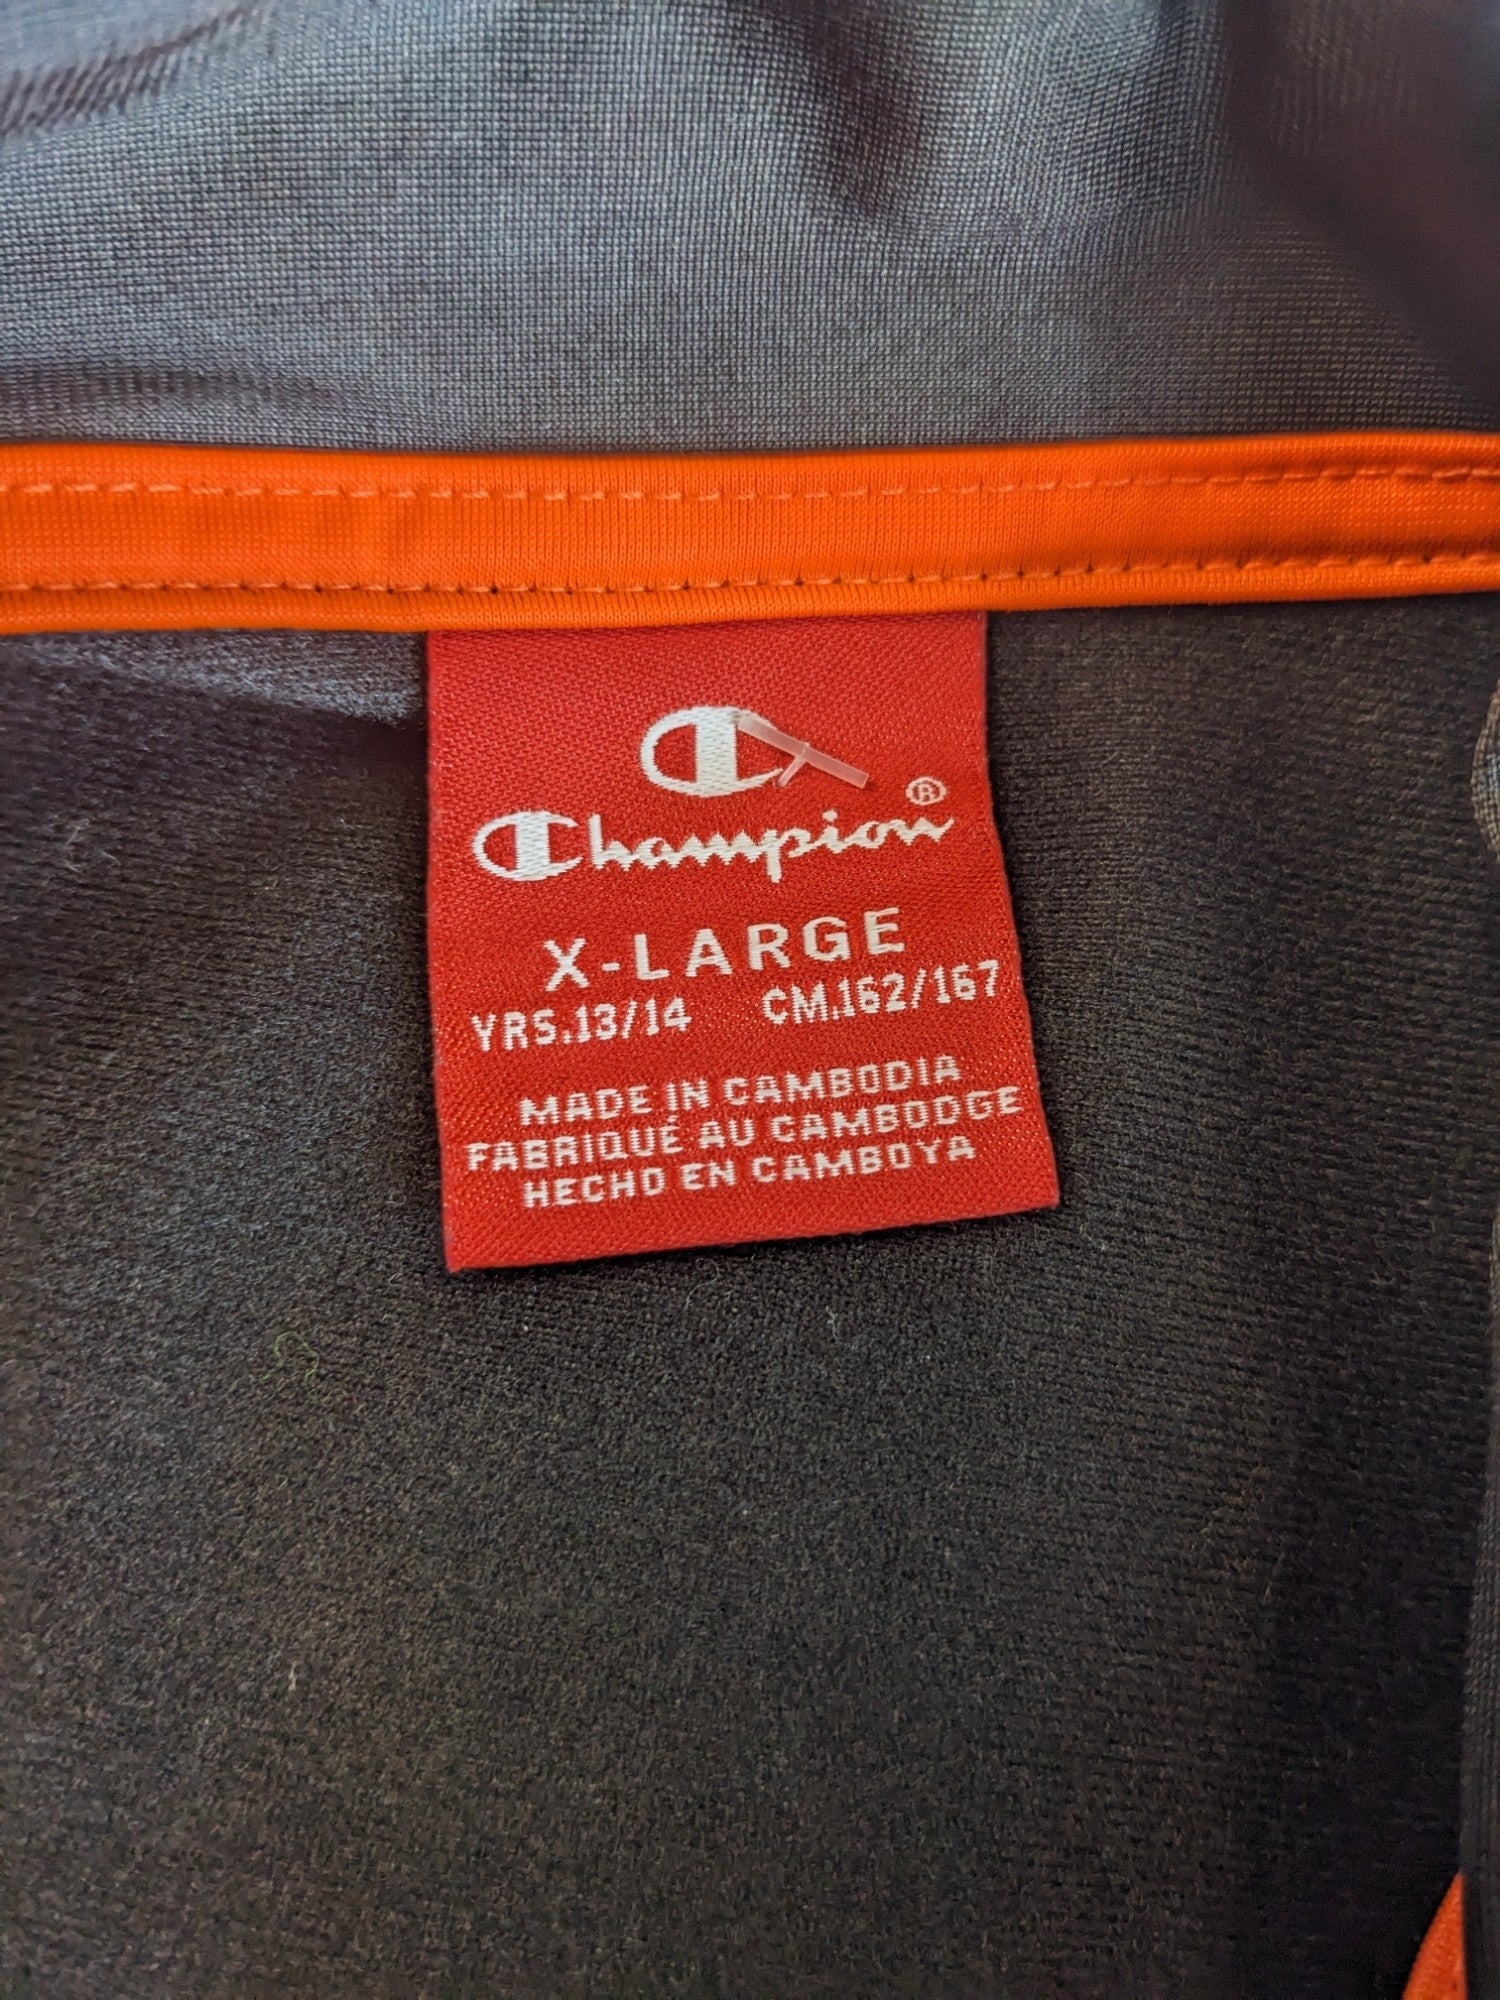 Champion®
X-LARGE
YRS.13/14 CM.162/167
MADE IN CAMBODIA
FABRIQUÉ AU CAMBODGE
HECHO EN CAMBOYA